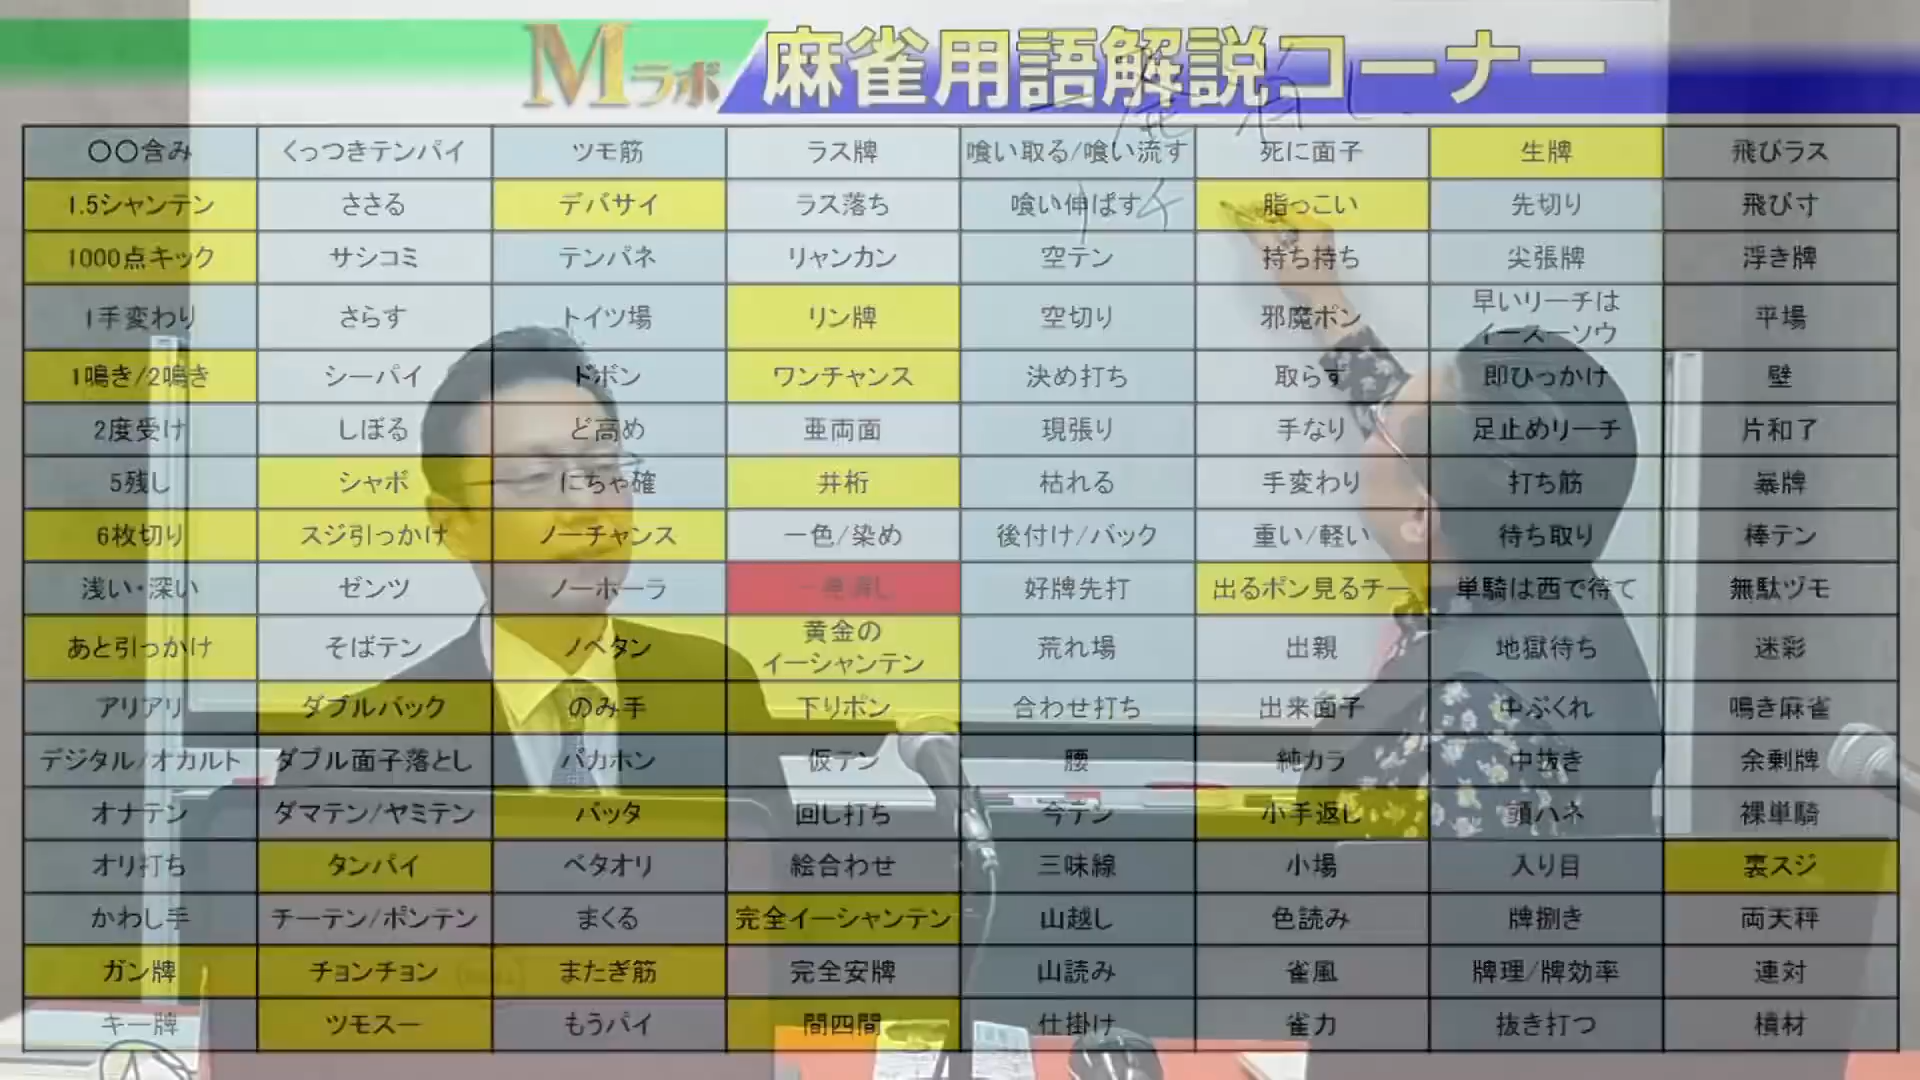 Mラボ 麻雀用語解説コーナー
〇〇含み くっつきテンパイ ツモ筋 ラス牌 喰い取る/喰い流す 死に面子 生牌 飛びラス
1.5シャンテン ささる デバサイ ラス落ち 喰い伸ばす 脂っこい 先切り 飛び寸
1000点キック サシコミ テンパネ リャンカン 空テン 持ち持ち 尖張牌 浮き牌
1手変わり さらす トイツ場 リン牌 空切り 邪魔ポン 早いリーチはイースーソウ 平場
1鳴き/2鳴き シーパイ ドボン ワンチャンス 決め打ち 取らず 即ひっかけ 壁
2度受け しぼる ど高め 亜両面 現張り 手なり 足止めリーチ 片和了
5残し シャボ にちゃ確 井桁 枯れる 手変わり 打ち筋 暴牌
6枚切り スジ引っかけ ノーチャンス 一色/染め 後付け/バック 重い/軽い 待ち取り 棒テン
浅い・深い ゼンツ ノーホーラ 一発消し 好牌先打 出るポン見るチー 単騎は西で待て 無駄ヅモ
あと引っかけ そばテン ノベタン 黄金のイーシャンテン 荒れ場 出親 地獄待ち 迷彩
アリアリ ダブルバック のみ手 下りポン 合わせ打ち 出来面子 中ぶくれ 鳴き麻雀
デジタル/オカルト ダブル面子落とし バカホン 仮テン 腰 純カラ 中抜き 余剰牌
オナテン ダマテン/ヤミテン バッタ 回し打ち 今テン 小手返し 頭ハネ 裸単騎
オリ打ち タンパイ ベタオリ 絵合わせ 三味線 小場 入り目 裏スジ
かわし手 チーテン/ポンテン まくる 完全イーシャンテン 山越し 色読み 牌捌き 両天秤
ガン牌 チョンチョン またぎ筋 完全安牌 山読み 雀風 牌理/牌効率 連対
キー牌 ツモスー もうパイ 間四間 仕掛け 雀力 抜き打つ 槓材